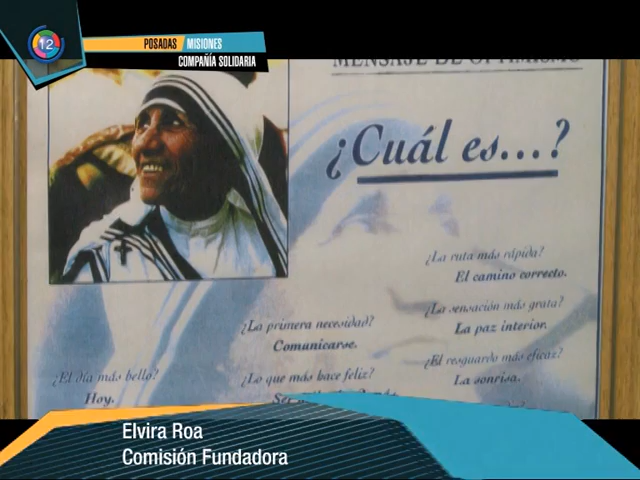 12
POSADAS MISIONES
COMPAÑÍA SOLIDARIA
MENSAJE DE OPTIMISMO
¿Cuál es...?
¿La ruta más rápida?
El camino correcto.
¿La sensación más grata?
La paz interior.
¿El resguardo más eficaz?
La sonrisa.
¿La primera necesidad?
Comunicarse.
¿Lo que más hace feliz?
¿El día más bello?
Hoy.
Elvira Roa
Comisión Fundadora